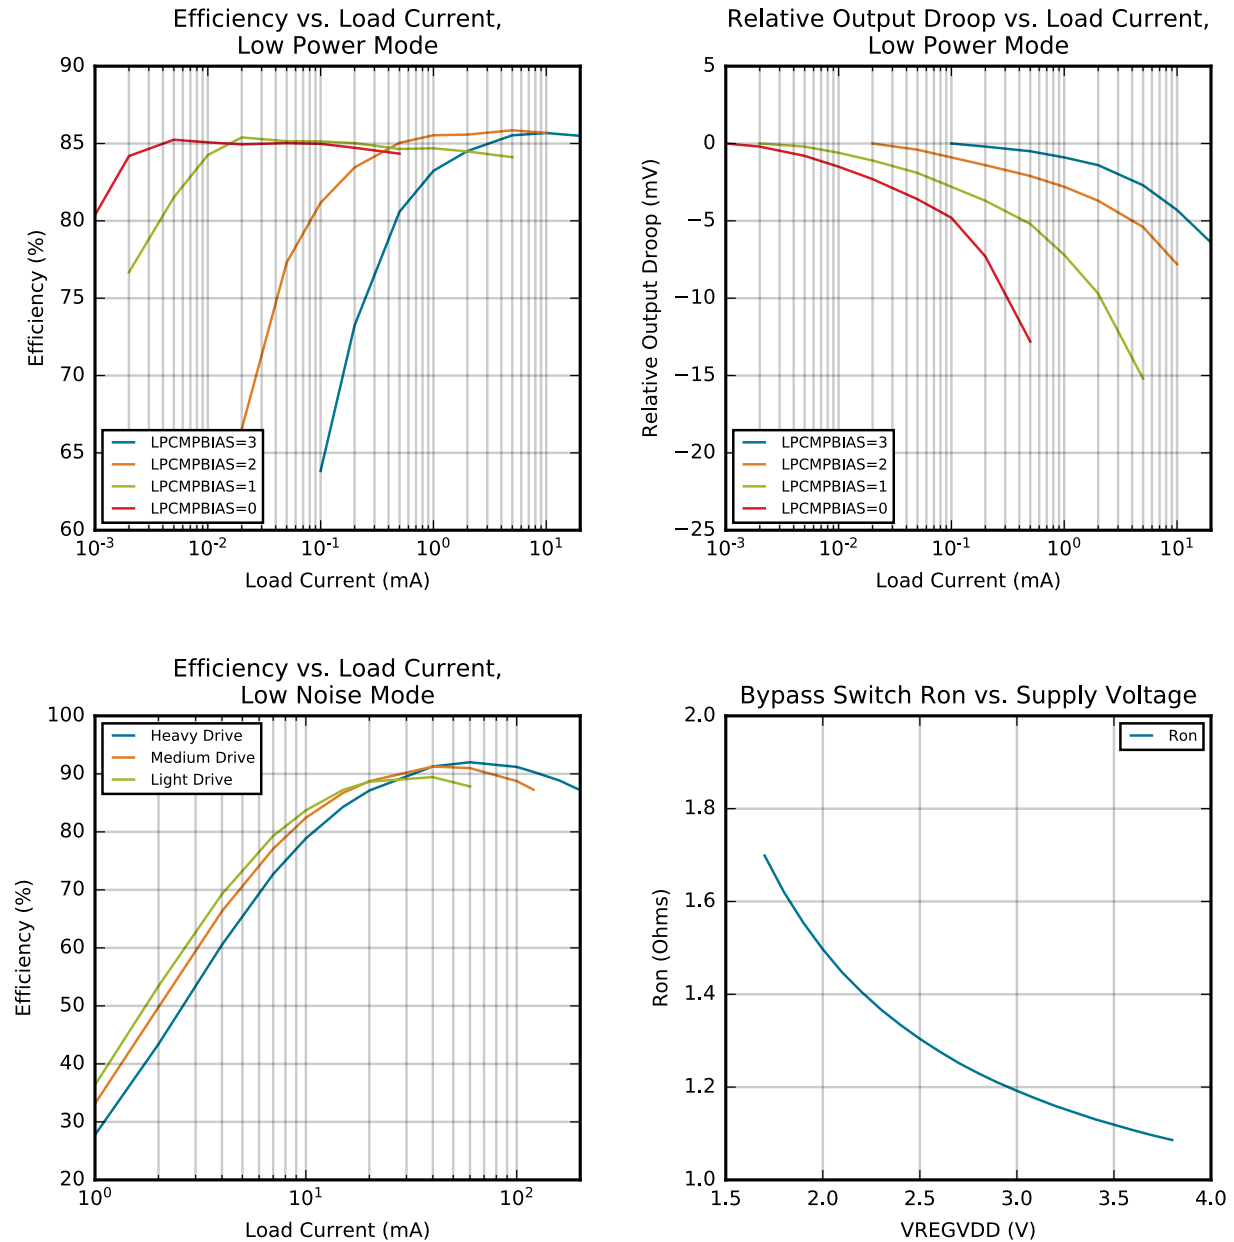 Efficiency vs. Load Current,
Low Power Mode
90
85
80
75
70
65
60
Efficiency (%)
LPCMPBIAS=3
LPCMPBIAS=2
LPCMPBIAS=1
LPCMPBIAS=0
10⁻³ 10⁻² 10⁻¹ 10⁰ 10¹
Load Current (mA)
Relative Output Droop vs. Load Current,
Low Power Mode
5
0
−5
−10
−15
−20
−25
Relative Output Droop (mV)
LPCMPBIAS=3
LPCMPBIAS=2
LPCMPBIAS=1
LPCMPBIAS=0
10⁻³ 10⁻² 10⁻¹ 10⁰ 10¹
Load Current (mA)
Efficiency vs. Load Current,
Low Noise Mode
100
90
80
70
60
50
40
30
20
Efficiency (%)
Heavy Drive
Medium Drive
Light Drive
10⁰ 10¹ 10²
Load Current (mA)
Bypass Switch Ron vs. Supply Voltage
2.0
1.8
1.6
1.4
1.2
1.0
Ron (Ohms)
Ron
1.5 2.0 2.5 3.0 3.5 4.0
VREGVDD (V)